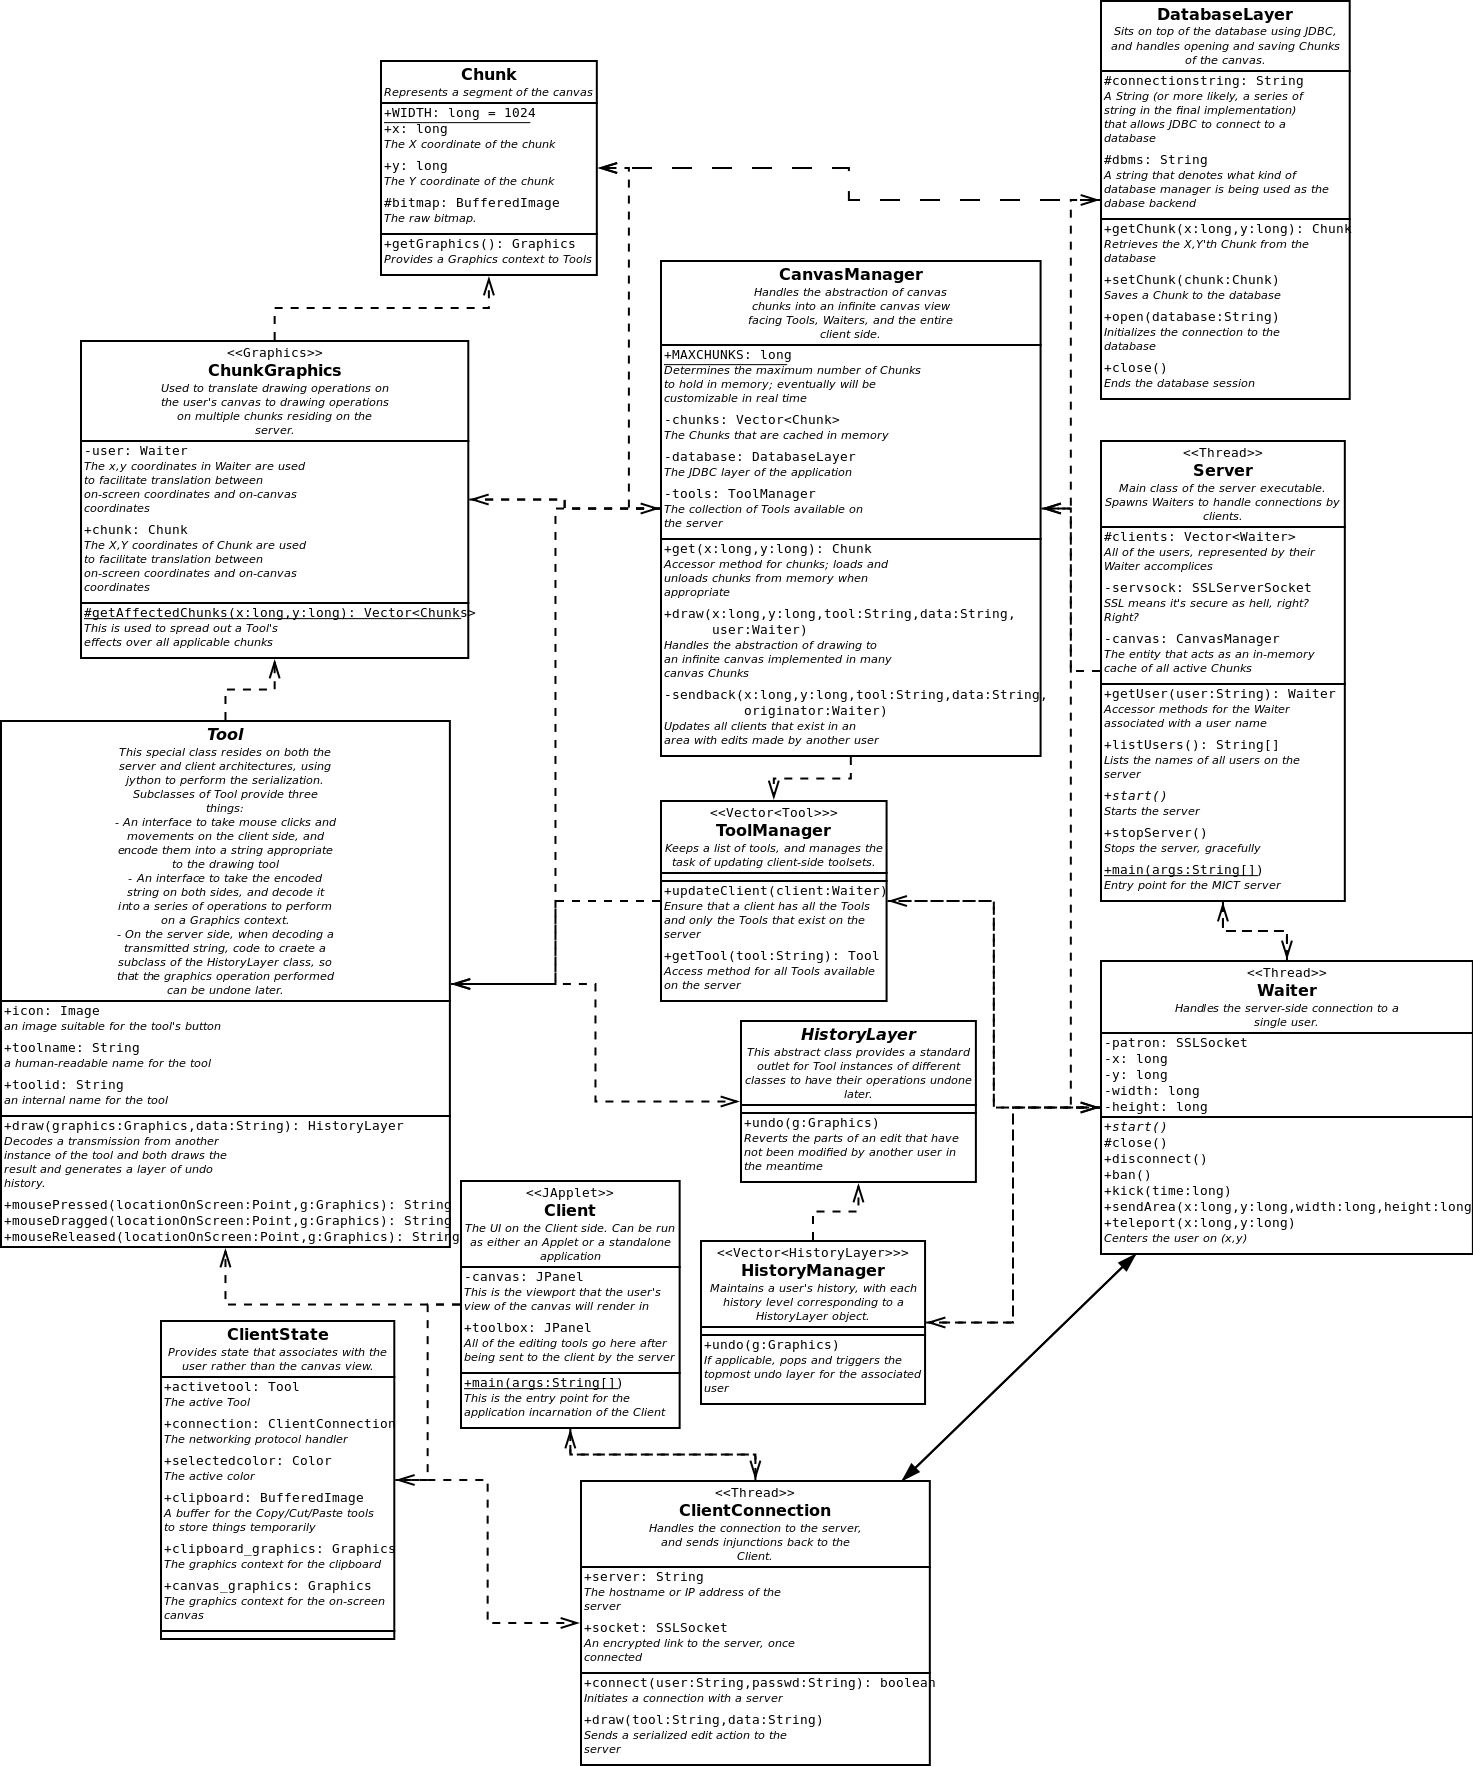 DatabaseLayer
Sits on top of the database using JDBC,
and handles opening and saving Chunks
of the canvas.
#connectionstring: String
A String (or more likely, a series of
string in the final implementation)
that allows JDBC to connect to a
database
#dbms: String
A string that denotes what kind of
database manager is being used as the
dabase backend
+getChunk(x:long,y:long): Chunk
Retrieves the X,Y'th Chunk from the
database
+setChunk(chunk:Chunk)
Saves a Chunk to the database
+open(database:String)
Initializes the connection to the
database
+close()
Ends the database session
Chunk
Represents a segment of the canvas
+WIDTH: long = 1024
+x: long
The X coordinate of the chunk
+y: long
The Y coordinate of the chunk
#bitmap: BufferedImage
The raw bitmap.
+getGraphics(): Graphics
Provides a Graphics context to Tools
CanvasManager
Handles the abstraction of canvas
chunks into an infinite canvas view
facing Tools, Waiters, and the entire
client side.
+MAXCHUNKS: long
Determines the maximum number of Chunks
to hold in memory; eventually will be
customizable in real time
-chunks: Vector<Chunk>
The Chunks that are cached in memory
-database: DatabaseLayer
The JDBC layer of the application
-tools: ToolManager
The collection of Tools available on
the server
+get(x:long,y:long): Chunk
Accessor method for chunks; loads and
unloads chunks from memory when
appropriate
+draw(x:long,y:long,tool:String,data:String,
user:Waiter)
Handles the abstraction of drawing to
an infinite canvas implemented in many
canvas Chunks
-sendback(x:long,y:long,tool:String,data:String,
originator:Waiter)
Updates all clients that exist in an
area with edits made by another user
<<Graphics>>
ChunkGraphics
Used to translate drawing operations on
the user's canvas to drawing operations
on multiple chunks residing on the
server.
-user: Waiter
The x,y coordinates in Waiter are used
to facilitate translation between
on-screen coordinates and on-canvas
coordinates
+chunk: Chunk
The X,Y coordinates of Chunk are used
to facilitate translation between
on-screen coordinates and on-canvas
coordinates
#getAffectedChunks(x:long,y:long): Vector<Chunks>
This is used to spread out a Tool's
effects over all applicable chunks
<<Thread>>
Server
Main class of the server executable.
Spawns Waiters to handle connections by
clients.
#clients: Vector<Waiter>
All of the users, represented by their
Waiter accomplices
-servsock: SSLServerSocket
SSL means it's secure as hell, right?
Right?
-canvas: CanvasManager
The entity that acts as an in-memory
cache of all active Chunks
+getUser(user:String): Waiter
Accessor methods for the Waiter
associated with a user name
+listUsers(): String[]
Lists the names of all users on the
server
+start()
Starts the server
+stopServer()
Stops the server, gracefully
+main(args:String[])
Entry point for the MICT server
Tool
This special class resides on both the
server and client architectures, using
jython to perform the serialization.
Subclasses of Tool provide three
things:
- An interface to take mouse clicks and
movements on the client side, and
encode them into a string appropriate
to the drawing tool
- An interface to take the encoded
string on both sides, and decode it
into a series of operations to perform
on a Graphics context.
- On the server side, when decoding a
transmitted string, code to craete a
subclass of the HistoryLayer class, so
that the graphics operation performed
can be undone later.
+icon: Image
an image suitable for the tool's button
+toolname: String
a human-readable name for the tool
+toolid: String
an internal name for the tool
+draw(graphics:Graphics,data:String): HistoryLayer
Decodes a transmission from another
instance of the tool and both draws the
result and generates a layer of undo
history.
+mousePressed(locationOnScreen:Point,g:Graphics): String
+mouseDragged(locationOnScreen:Point,g:Graphics): String
+mouseReleased(locationOnScreen:Point,g:Graphics): String
<<Vector<Tool>>>
ToolManager
Keeps a list of tools, and manages the
task of updating client-side toolsets.
+updateClient(client:Waiter)
Ensure that a client has all the Tools
and only the Tools that exist on the
server
+getTool(tool:String): Tool
Access method for all Tools available
on the server
HistoryLayer
This abstract class provides a standard
outlet for Tool instances of different
classes to have their operations undone
later.
+undo(g:Graphics)
Reverts the parts of an edit that have
not been modified by another user in
the meantime
<<Thread>>
Waiter
Handles the server-side connection to a
single user.
-patron: SSLSocket
-x: long
-y: long
-width: long
-height: long
+start()
#close()
+disconnect()
+ban()
+kick(time:long)
+sendArea(x:long,y:long,width:long,height:long
+teleport(x:long,y:long)
Centers the user on (x,y)
<<JApplet>>
Client
The UI on the Client side. Can be run
as either an Applet or a standalone
application
-canvas: JPanel
This is the viewport that the user's
view of the canvas will render in
+toolbox: JPanel
All of the editing tools go here after
being sent to the client by the server
+main(args:String[])
This is the entry point for the
application incarnation of the Client
<<Vector<HistoryLayer>>>
HistoryManager
Maintains a user's history, with each
history level corresponding to a
HistoryLayer object.
+undo(g:Graphics)
If applicable, pops and triggers the
topmost undo layer for the associated
user
ClientState
Provides state that associates with the
user rather than the canvas view.
+activetool: Tool
The active Tool
+connection: ClientConnection
The networking protocol handler
+selectedcolor: Color
The active color
+clipboard: BufferedImage
A buffer for the Copy/Cut/Paste tools
to store things temporarily
+clipboard_graphics: Graphics
The graphics context for the clipboard
+canvas_graphics: Graphics
The graphics context for the on-screen
canvas
<<Thread>>
ClientConnection
Handles the connection to the server,
and sends injunctions back to the
Client.
+server: String
The hostname or IP address of the
server
+socket: SSLSocket
An encrypted link to the server, once
connected
+connect(user:String,passwd:String): boolean
Initiates a connection with a server
+draw(tool:String,data:String)
Sends a serialized edit action to the
server